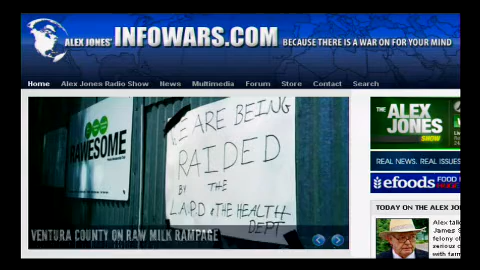 ALEX JONES' INFOWARS.COM BECAUSE THERE IS A WAR ON FOR YOUR MIND
Home Alex Jones Radio Show News Multimedia Forum Store Contact Search
RAWESOME
WE ARE BEING
RAIDED
BY THE
L.A.P.D & THE HEALTH
DEPT
VENTURA COUNTY ON RAW MILK RAMPAGE
THE
ALEX
JONES
SHOW
REAL NEWS. REAL ISSUES
efoods FOOD
TODAY ON THE ALEX JO
Alex talk
James S
felony c
serious c
with farm